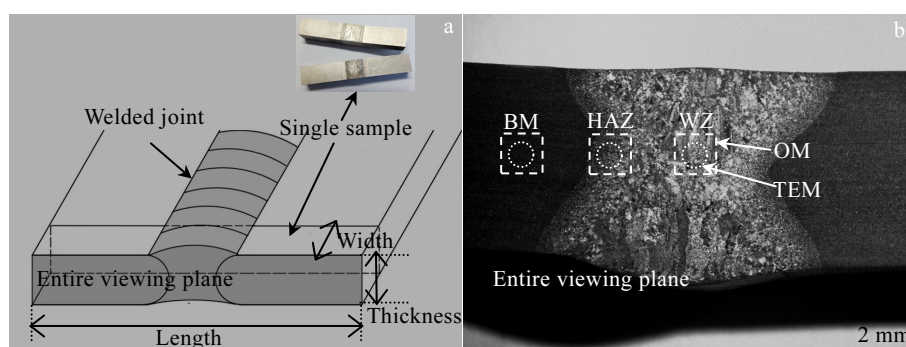 a
Welded joint
Single sample
Width
Entire viewing plane
Thickness
Length
b
BM
HAZ
WZ
OM
TEM
Entire viewing plane
2 mm